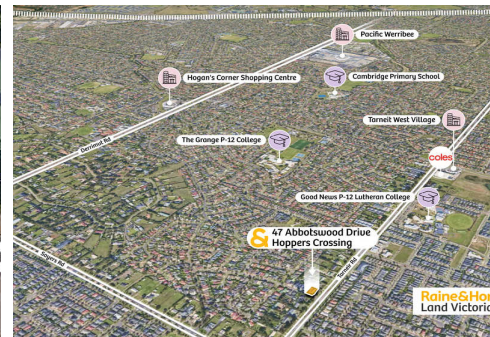 Pacific Werribee
Hogan's Corner Shopping Centre
Cambridge Primary School
Tarneit West Village
Derrimut Rd
The Grange P-12 College
coles
Good News P-12 Lutheran College
& 47 Abbotswood Drive
Hoppers Crossing
Sayers Rd
Tarneit Rd
Raine&Hor
Land Victoria